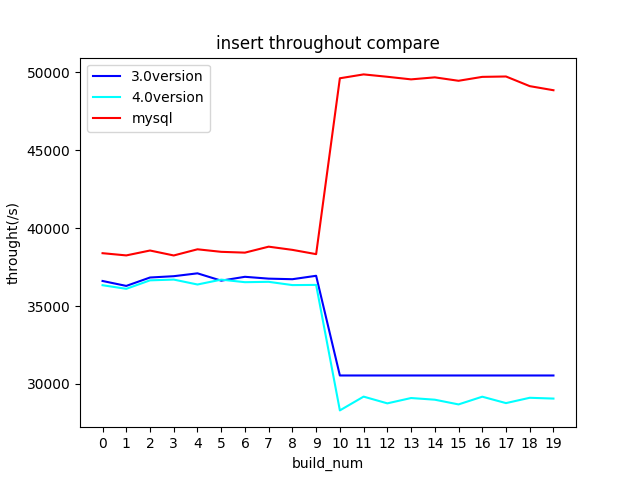 insert throughout compare
3.0version
4.0version
mysql
throught(/s)
50000
45000
40000
35000
30000
0 1 2 3 4 5 6 7 8 9 10 11 12 13 14 15 16 17 18 19
build_num